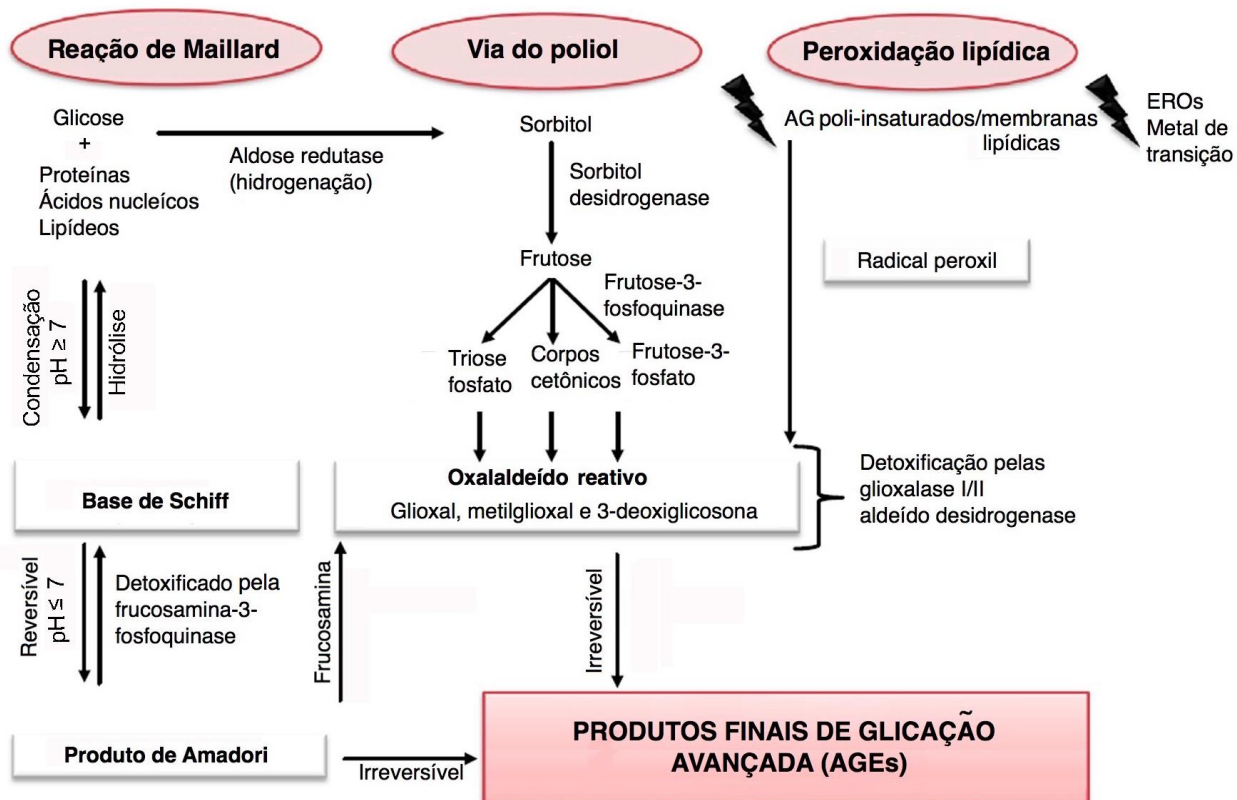 Reação de Maillard
Via do poliol
Peroxidação lipídica
Glicose
+
Proteínas
Ácidos nucleícos
Lipídeos
Aldose redutase
(hidrogenação)
Sorbitol
Sorbitol
desidrogenase
Frutose
Frutose-3-
fosfoquinase
Triose
fosfato
Corpos
cetônicos
Frutose-3-
fosfato
AG poli-insaturados/membranas
lipídicas
EROs
Metal de
transição
Radical peroxil
Condensação
pH ≥ 7
Hidrólise
Base de Schiff
Oxalaldeído reativo
Glioxal, metilglioxal e 3-deoxiglicosona
Detoxificação pelas
glioxalase I/II
aldeído desidrogenase
Reversível
pH ≤ 7
Detoxificado pela
frucosamina-3-
fosfoquinase
Frucosamina
Irreversível
Produto de Amadori
Irreversível
PRODUTOS FINAIS DE GLICAÇÃO
AVANÇADA (AGEs)